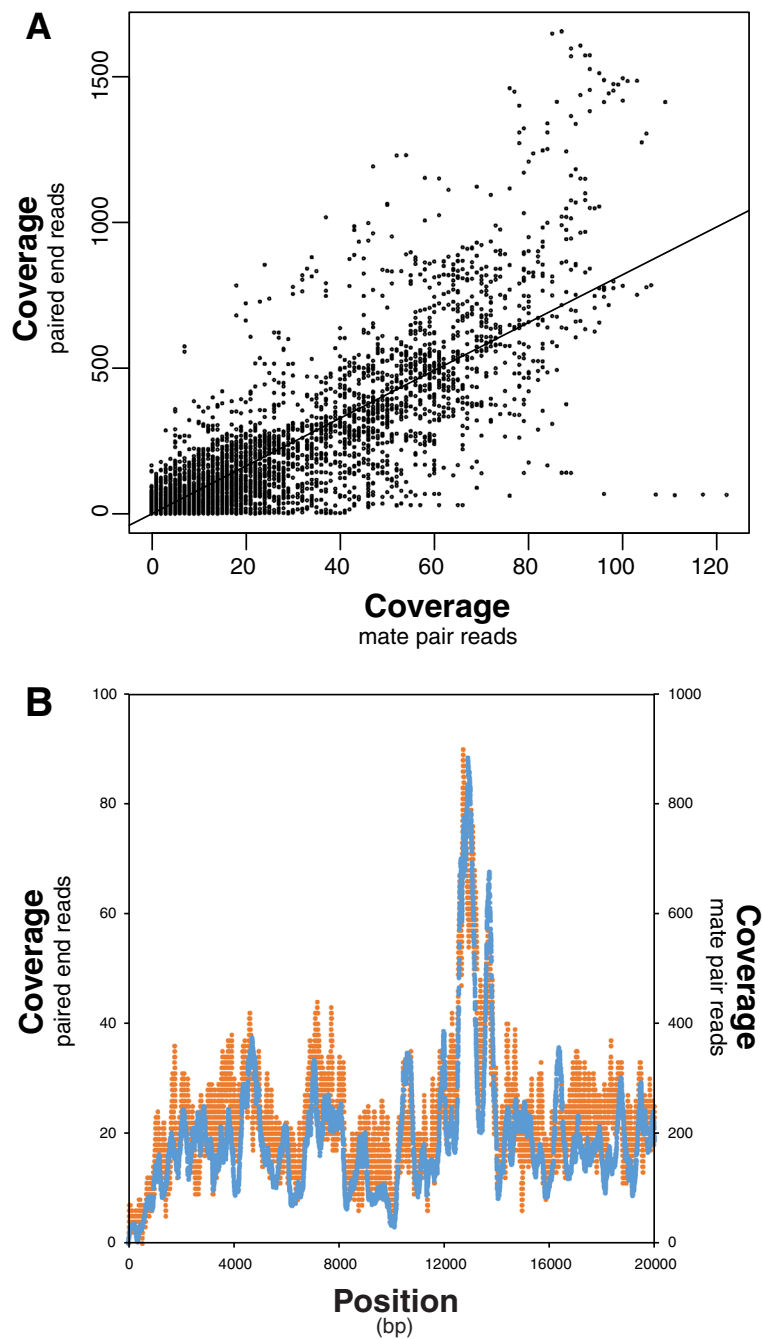 A
1500
1000
500
0
Coverage
paired end reads
0 20 40 60 80 100 120
Coverage
mate pair reads
B
100
80
60
40
20
0
Coverage
paired end reads
1000
800
600
400
200
0
Coverage
mate pair reads
0 4000 8000 12000 16000 20000
Position
(bp)